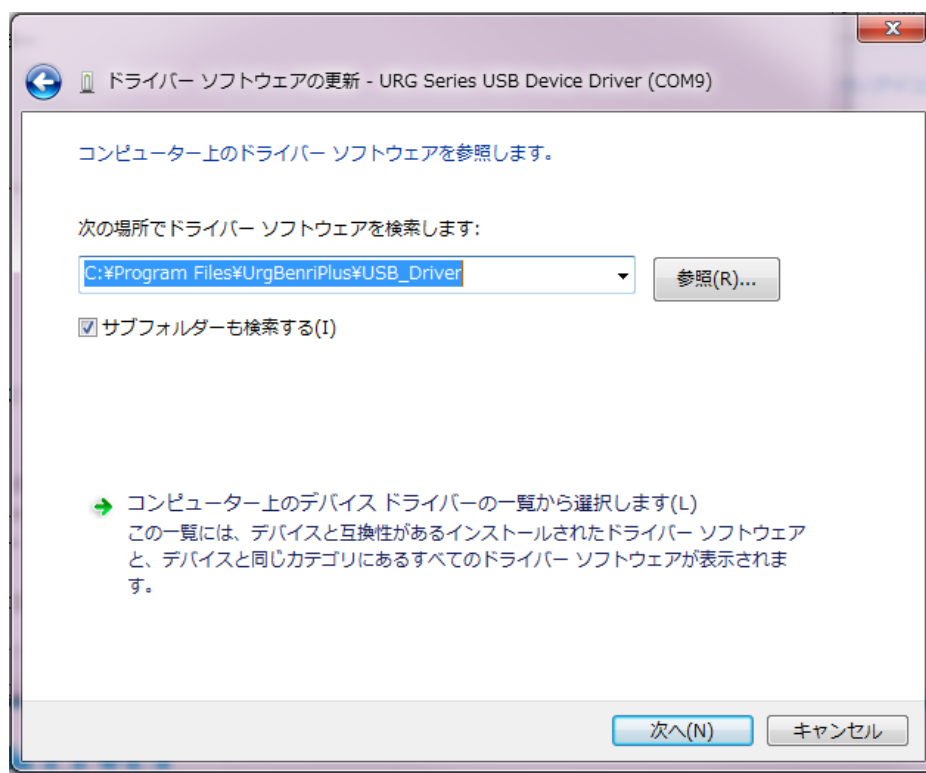 ドライバー ソフトウェアの更新 - URG Series USB Device Driver (COM9)
コンピューター上のドライバー ソフトウェアを参照します。
次の場所でドライバー ソフトウェアを検索します:
C:¥Program Files¥UrgBenriPlus¥USB_Driver
参照(R)...
サブフォルダーも検索する(I)
コンピューター上のデバイス ドライバーの一覧から選択します(L)
この一覧には、デバイスと互換性があるインストールされたドライバー ソフトウェア
と、デバイスと同じカテゴリにあるすべてのドライバー ソフトウェアが表示されま
す。
次へ(N)
キャンセル